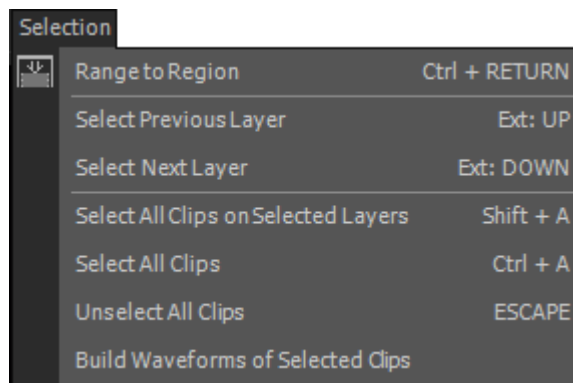 Selection
Range to Region Ctrl + RETURN
Select Previous Layer Ext: UP
Select Next Layer Ext: DOWN
Select All Clips on Selected Layers Shift + A
Select All Clips Ctrl + A
Unselect All Clips ESCAPE
Build Waveforms of Selected Clips